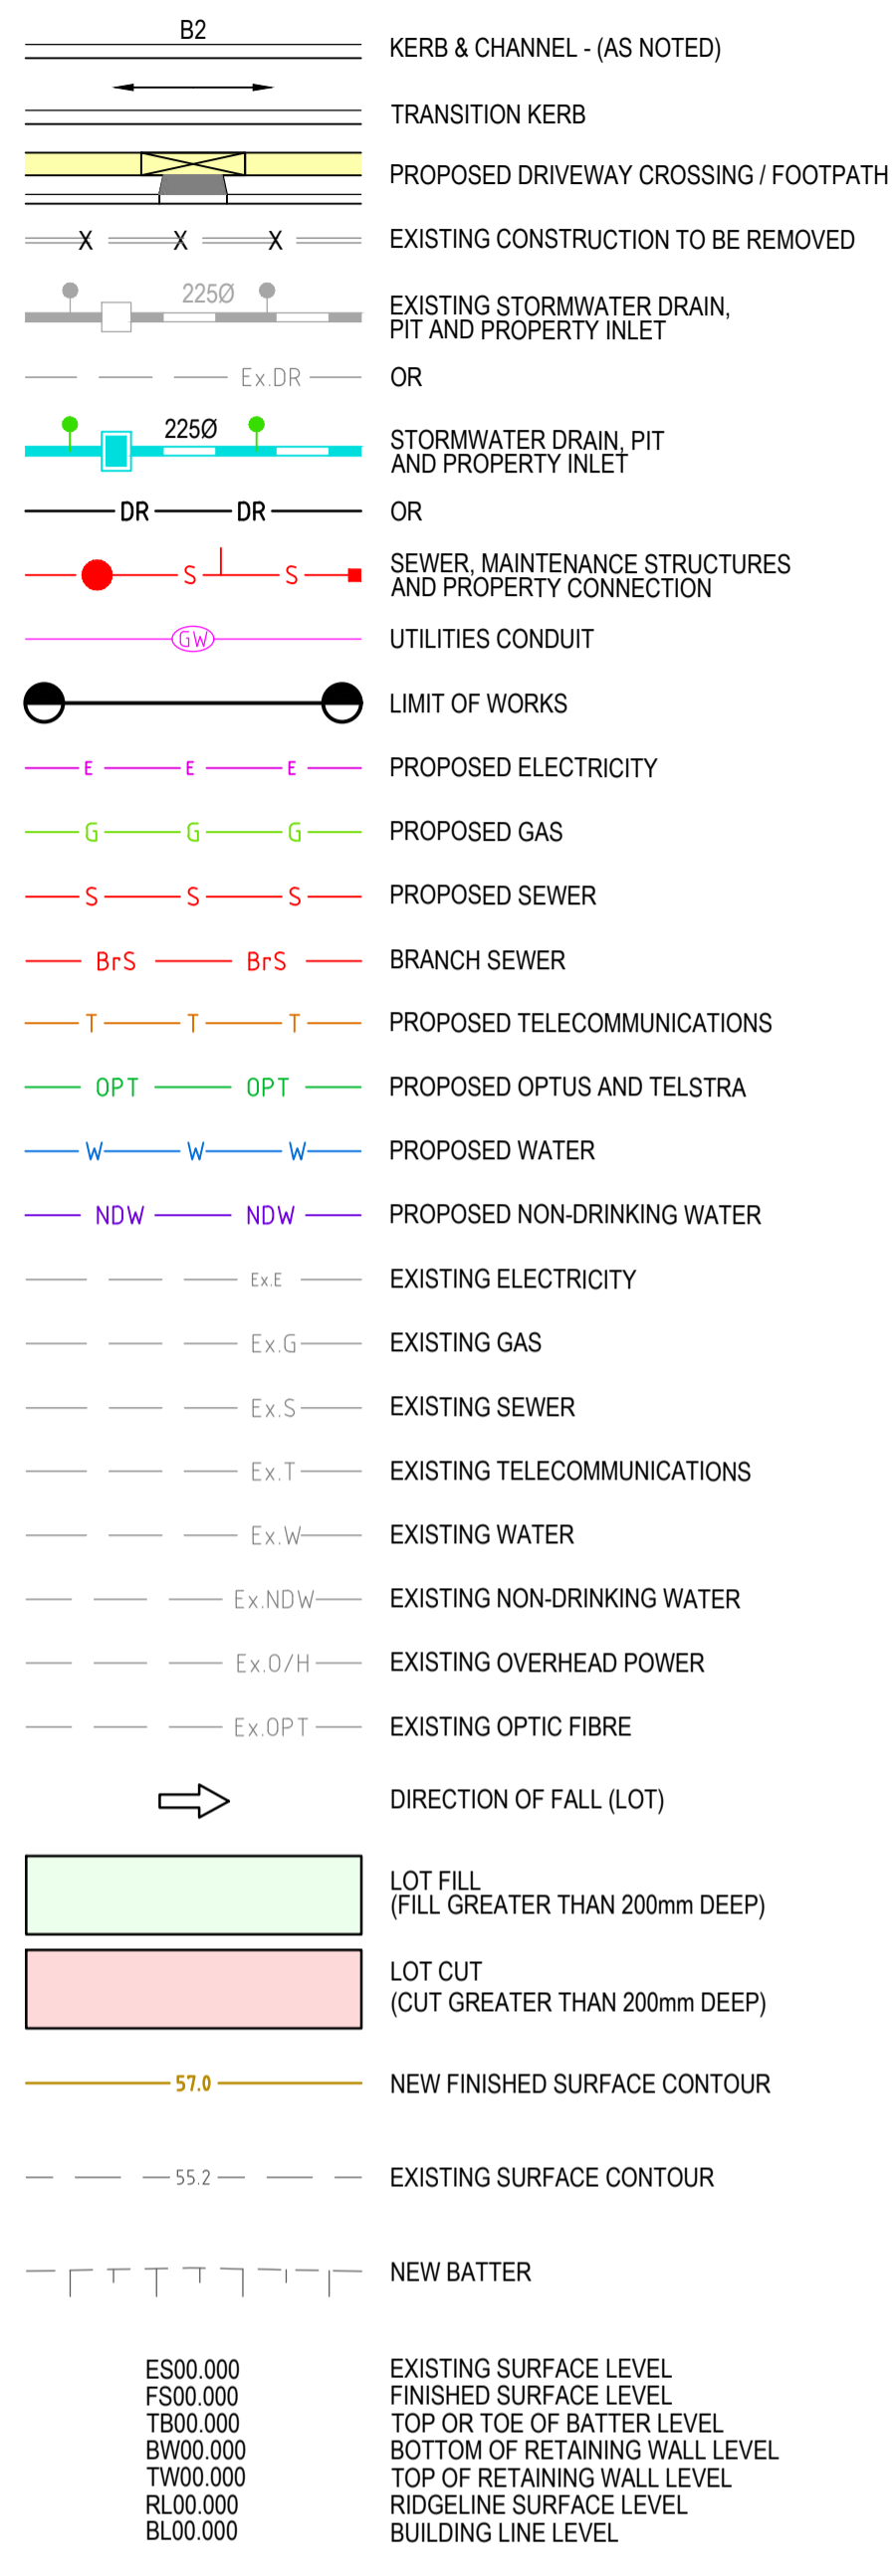 B2
KERB & CHANNEL - (AS NOTED)
TRANSITION KERB
PROPOSED DRIVEWAY CROSSING / FOOTPATH
X X X EXISTING CONSTRUCTION TO BE REMOVED
225Ø
EXISTING STORMWATER DRAIN,
PIT AND PROPERTY INLET
Ex.DR OR
225Ø
STORMWATER DRAIN, PIT
AND PROPERTY INLET
DR DR OR
SEWER, MAINTENANCE STRUCTURES
S S
AND PROPERTY CONNECTION
GW UTILITIES CONDUIT
LIMIT OF WORKS
E E E PROPOSED ELECTRICITY
G G G PROPOSED GAS
S S S PROPOSED SEWER
BrS BrS BRANCH SEWER
T T T PROPOSED TELECOMMUNICATIONS
OPT OPT PROPOSED OPTUS AND TELSTRA
W W W PROPOSED WATER
NDW NDW PROPOSED NON-DRINKING WATER
Ex.E EXISTING ELECTRICITY
Ex.G EXISTING GAS
Ex.S EXISTING SEWER
Ex.T EXISTING TELECOMMUNICATIONS
Ex.W EXISTING WATER
Ex.NDW EXISTING NON-DRINKING WATER
Ex.O/H EXISTING OVERHEAD POWER
Ex.OPT EXISTING OPTIC FIBRE
DIRECTION OF FALL (LOT)
LOT FILL
(FILL GREATER THAN 200mm DEEP)
LOT CUT
(CUT GREATER THAN 200mm DEEP)
57.0 NEW FINISHED SURFACE CONTOUR
55.2 EXISTING SURFACE CONTOUR
NEW BATTER
ES00.000 EXISTING SURFACE LEVEL
FS00.000 FINISHED SURFACE LEVEL
TB00.000 TOP OR TOE OF BATTER LEVEL
BW00.000 BOTTOM OF RETAINING WALL LEVEL
TW00.000 TOP OF RETAINING WALL LEVEL
RL00.000 RIDGELINE SURFACE LEVEL
BL00.000 BUILDING LINE LEVEL